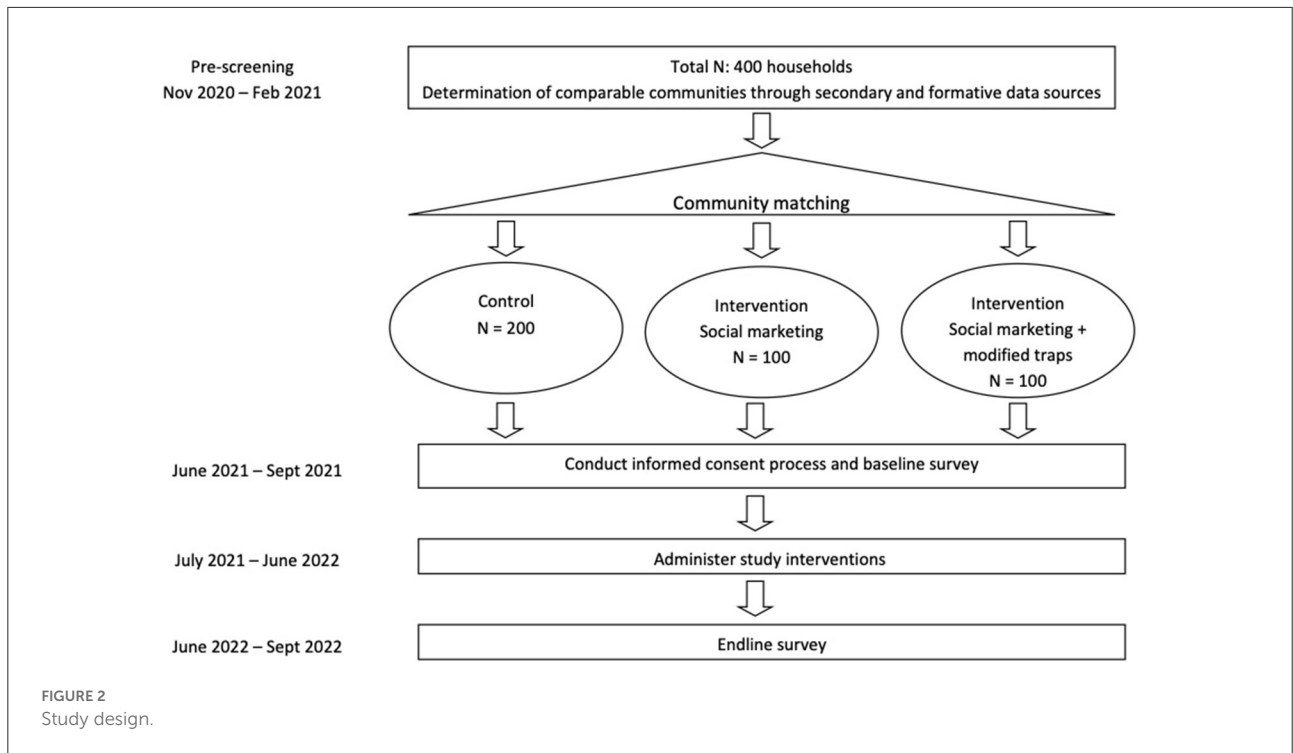 Pre-screening
Nov 2020 – Feb 2021
Total N: 400 households
Determination of comparable communities through secondary and formative data sources
Community matching
Control
N = 200
Intervention
Social marketing
N = 100
Intervention
Social marketing +
modified traps
N = 100
June 2021 – Sept 2021
Conduct informed consent process and baseline survey
July 2021 – June 2022
Administer study interventions
June 2022 – Sept 2022
Endline survey
FIGURE 2
Study design.